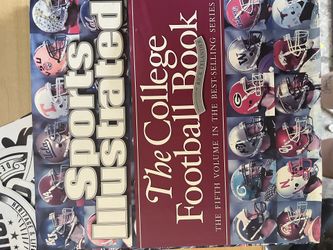 Sports
Illustrated
The College
Football Book
THE FIFTH VOLUME IN THE BEST-SELLING SERIES